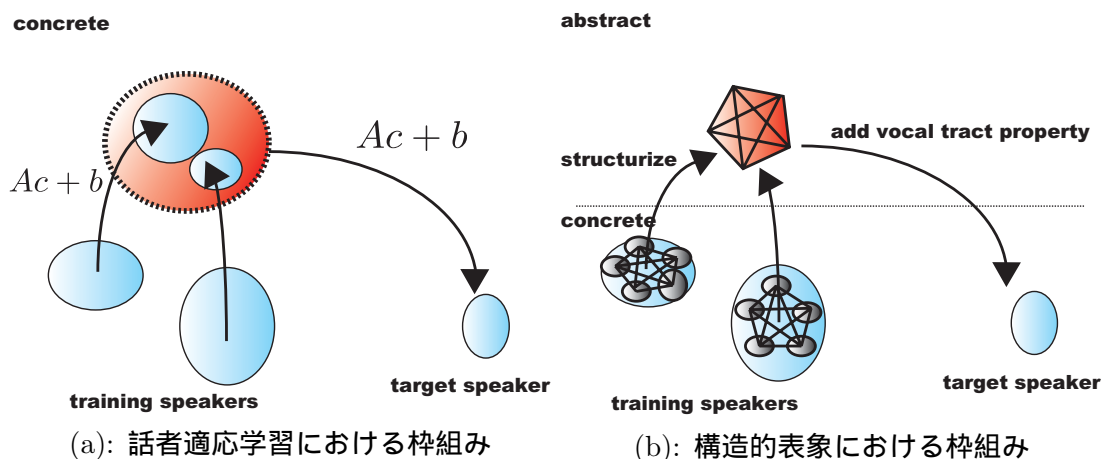 concrete
Ac + b
Ac + b
training speakers
target speaker
(a): 話者適応学習における枠組み
abstract
add vocal tract property
structurize
concrete
training speakers
target speaker
(b): 構造的表象における枠組み